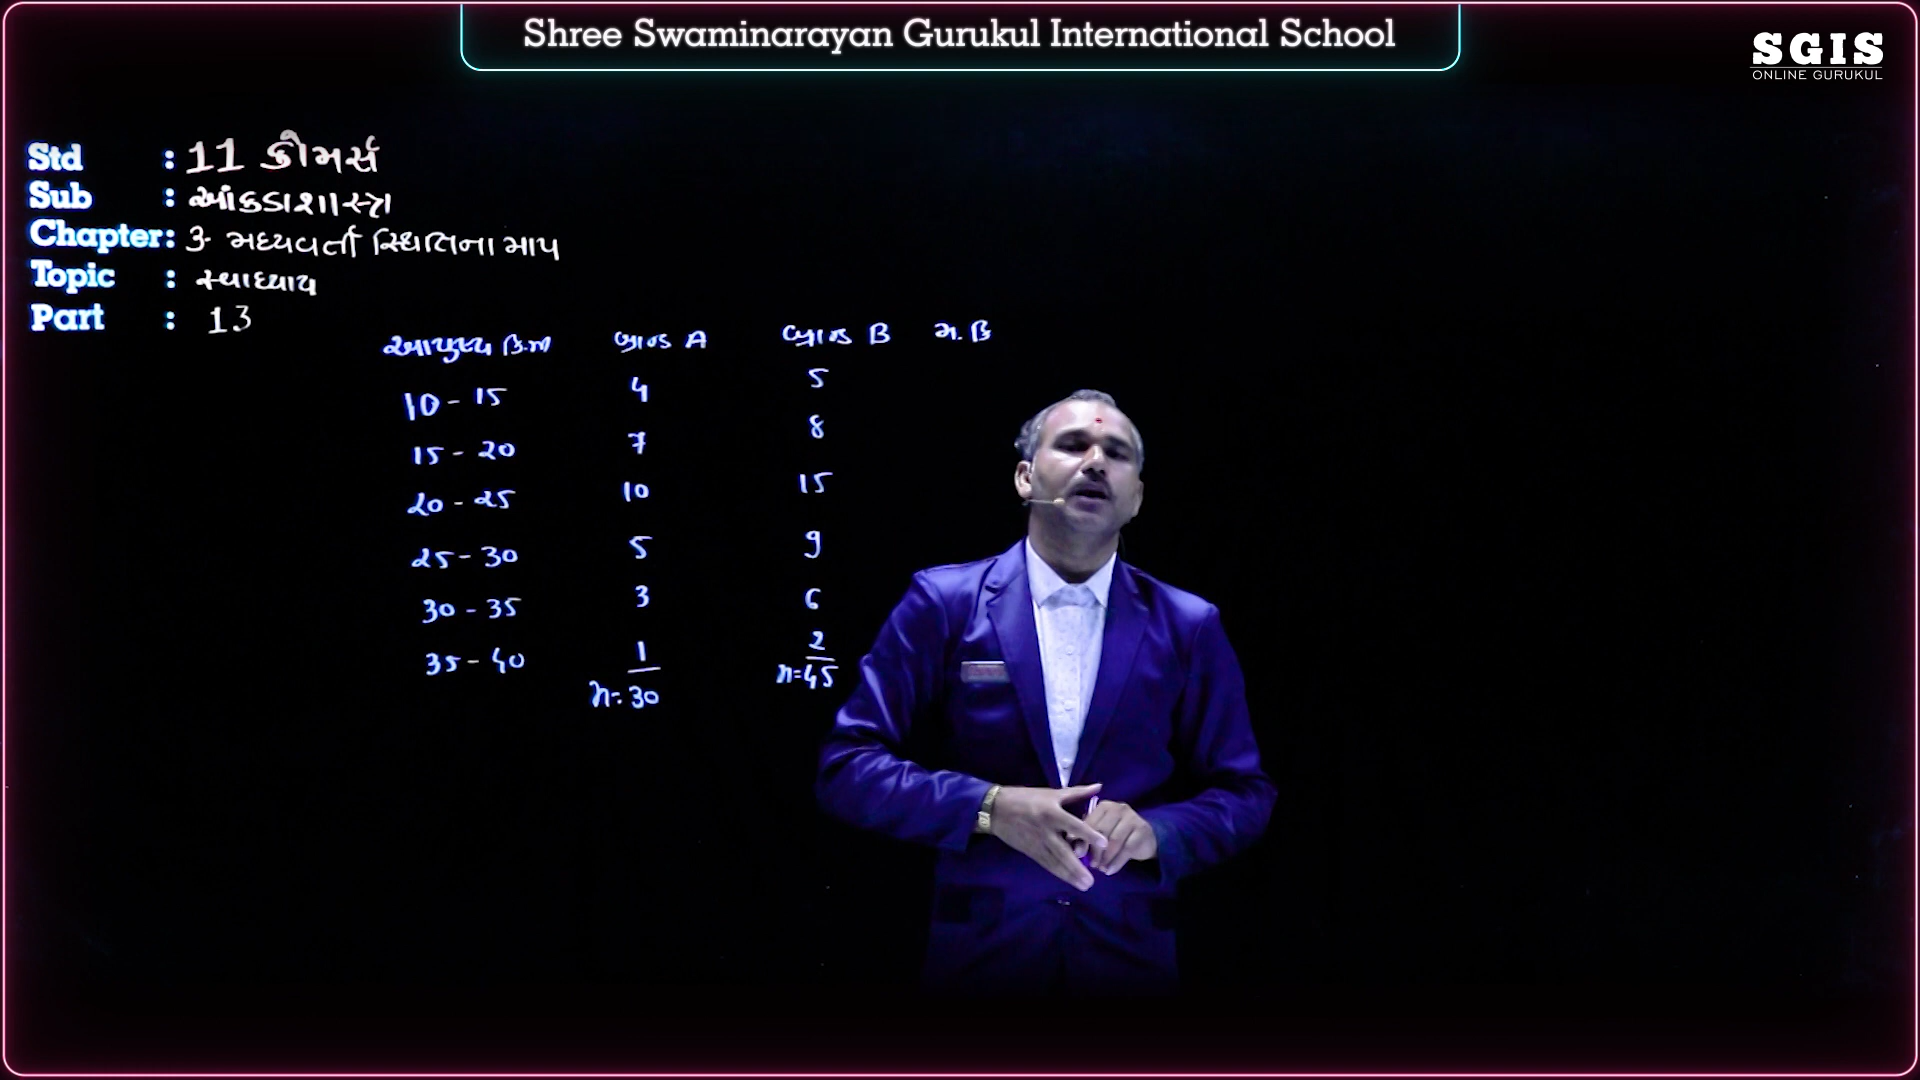 Shree Swaminarayan Gurukul International School
SGIS
ONLINE GURUKUL
Std : 11 કોમર્સ
Sub : આંકડાશાસ્ત્ર
Chapter: 3 મધ્યવર્તી સ્થિતિના માપ
Topic : સ્વાધ્યાય
Part : 13
આયુષ્ય કિ.મી બ્રાન્ડ A બ્રાન્ડ B મ. કિ
10 - 15 4 5
15 - 20 7 8
20 - 25 10 15
25 - 30 5 9
30 - 35 3 6
35 - 40 1 2
n = 30 n = 45